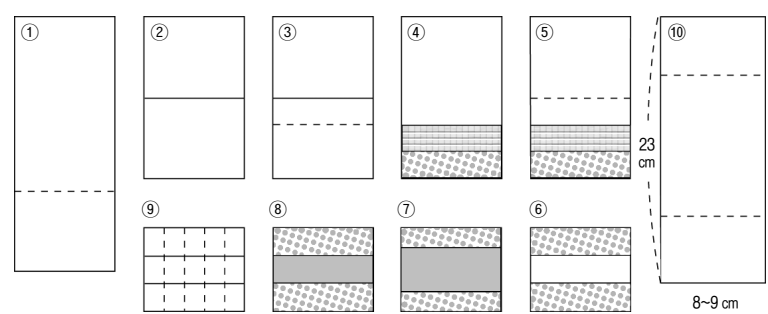 ① ② ③ ④ ⑤ ⑩
23
cm
⑨ ⑧ ⑦ ⑥
8~9 cm